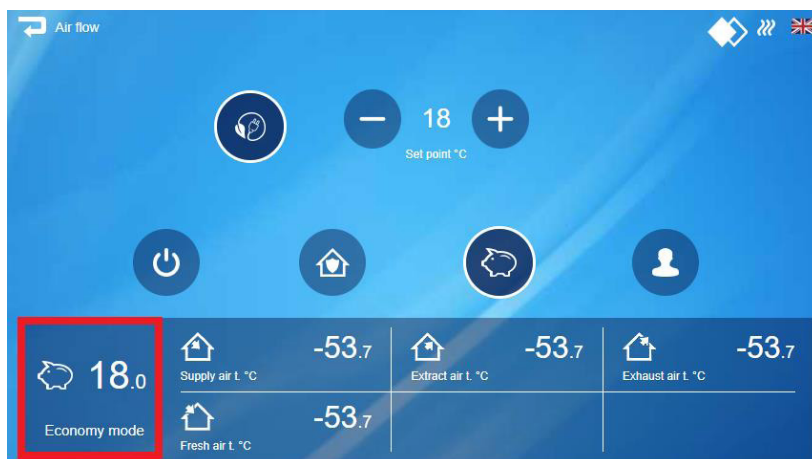 Air flow
18
Set point °C
18.0
Economy mode
-53.7
Supply air t. °C
-53.7
Extract air t. °C
-53.7
Exhaust air t. °C
-53.7
Fresh air t. °C